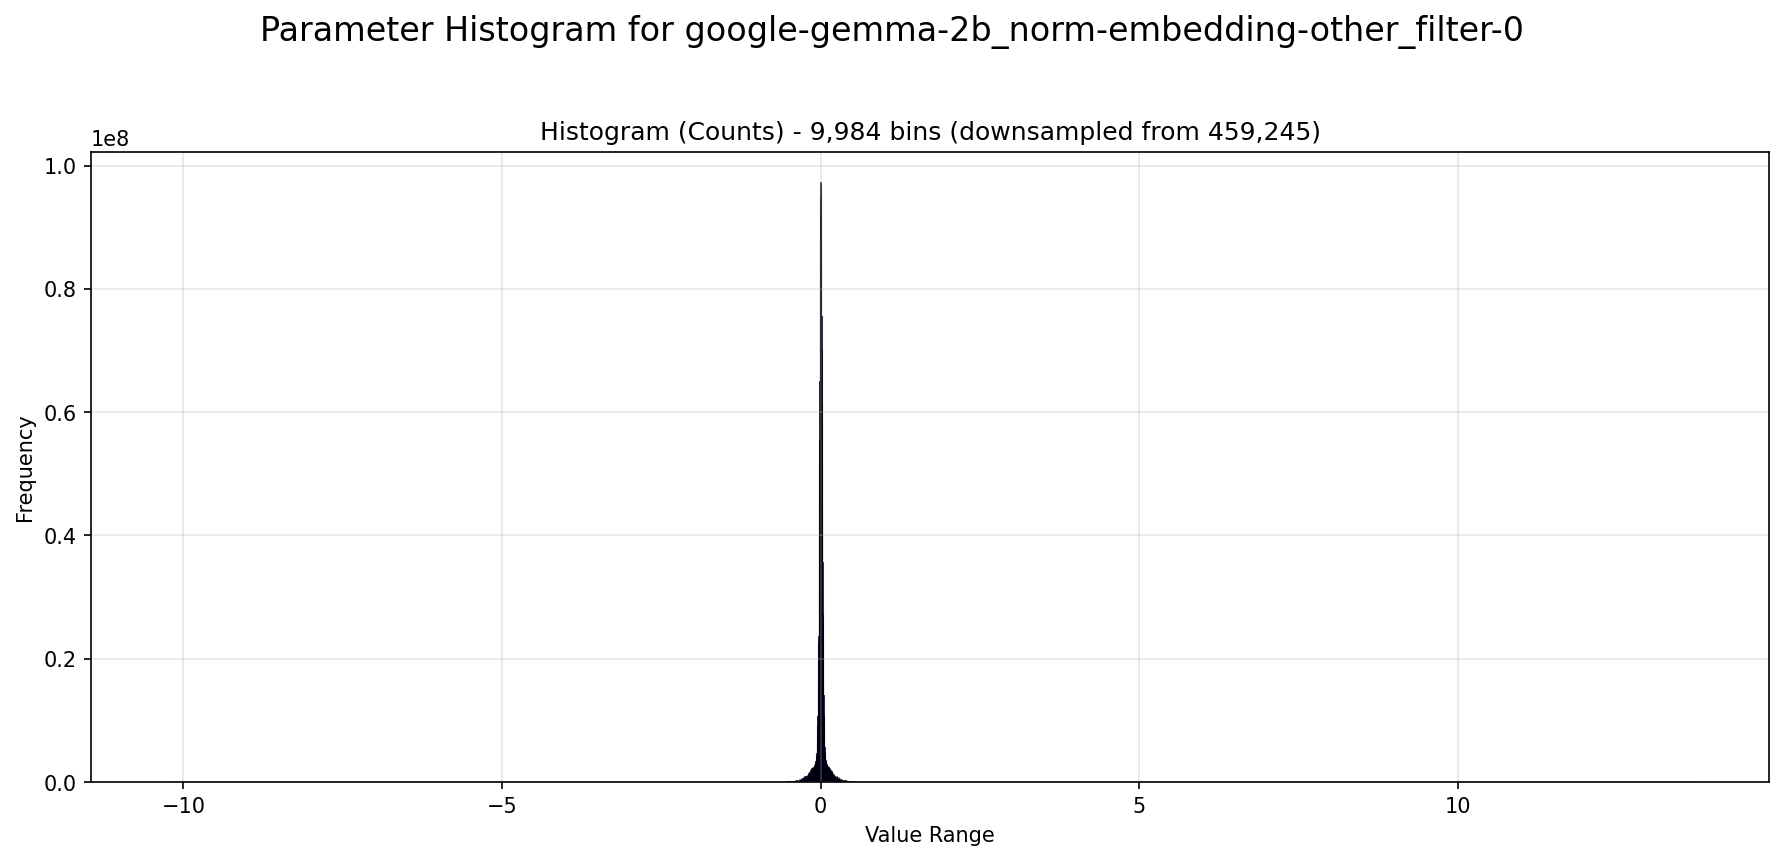 Parameter Histogram for google-gemma-2b_norm-embedding-other_filter-0
Histogram (Counts) - 9,984 bins (downsampled from 459,245)
1e8
1.0
0.8
0.6
0.4
0.2
0.0
Frequency
−10
−5
0
5
10
Value Range